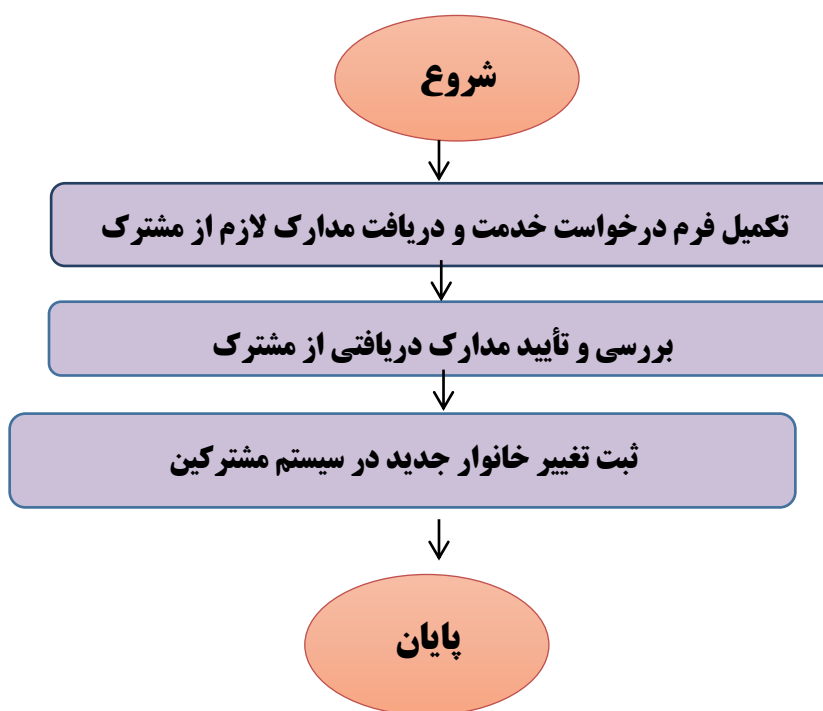 شروع
تکمیل فرم درخواست خدمت و دریافت مدارک لازم از مشترک
بررسی و تأیید مدارک دریافتی از مشترک
ثبت تغییر خانوار جدید در سیستم مشترکین
پایان